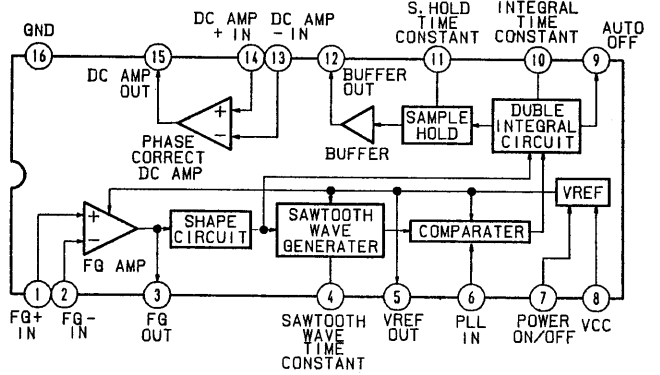 GND
16
DC AMP
OUT
15
DC AMP
+ IN
14
DC AMP
- IN
13
12
BUFFER
OUT
S. HOLD
TIME
CONSTANT
11
INTEGRAL
TIME
CONSTANT
10
AUTO
OFF
9
+
-
PHASE
CORRECT
DC AMP
BUFFER
SAMPLE
HOLD
DUBLE
INTEGRAL
CIRCUIT
+
-
FG AMP
SHAPE
CIRCUIT
SAWTOOTH
WAVE
GENERATER
COMPARATER
VREF
1
FG+
IN
2
FG-
IN
3
FG
OUT
4
SAWTOOTH
WAVE
TIME
CONSTANT
5
VREF
OUT
6
PLL
IN
7
POWER
ON/OFF
8
VCC